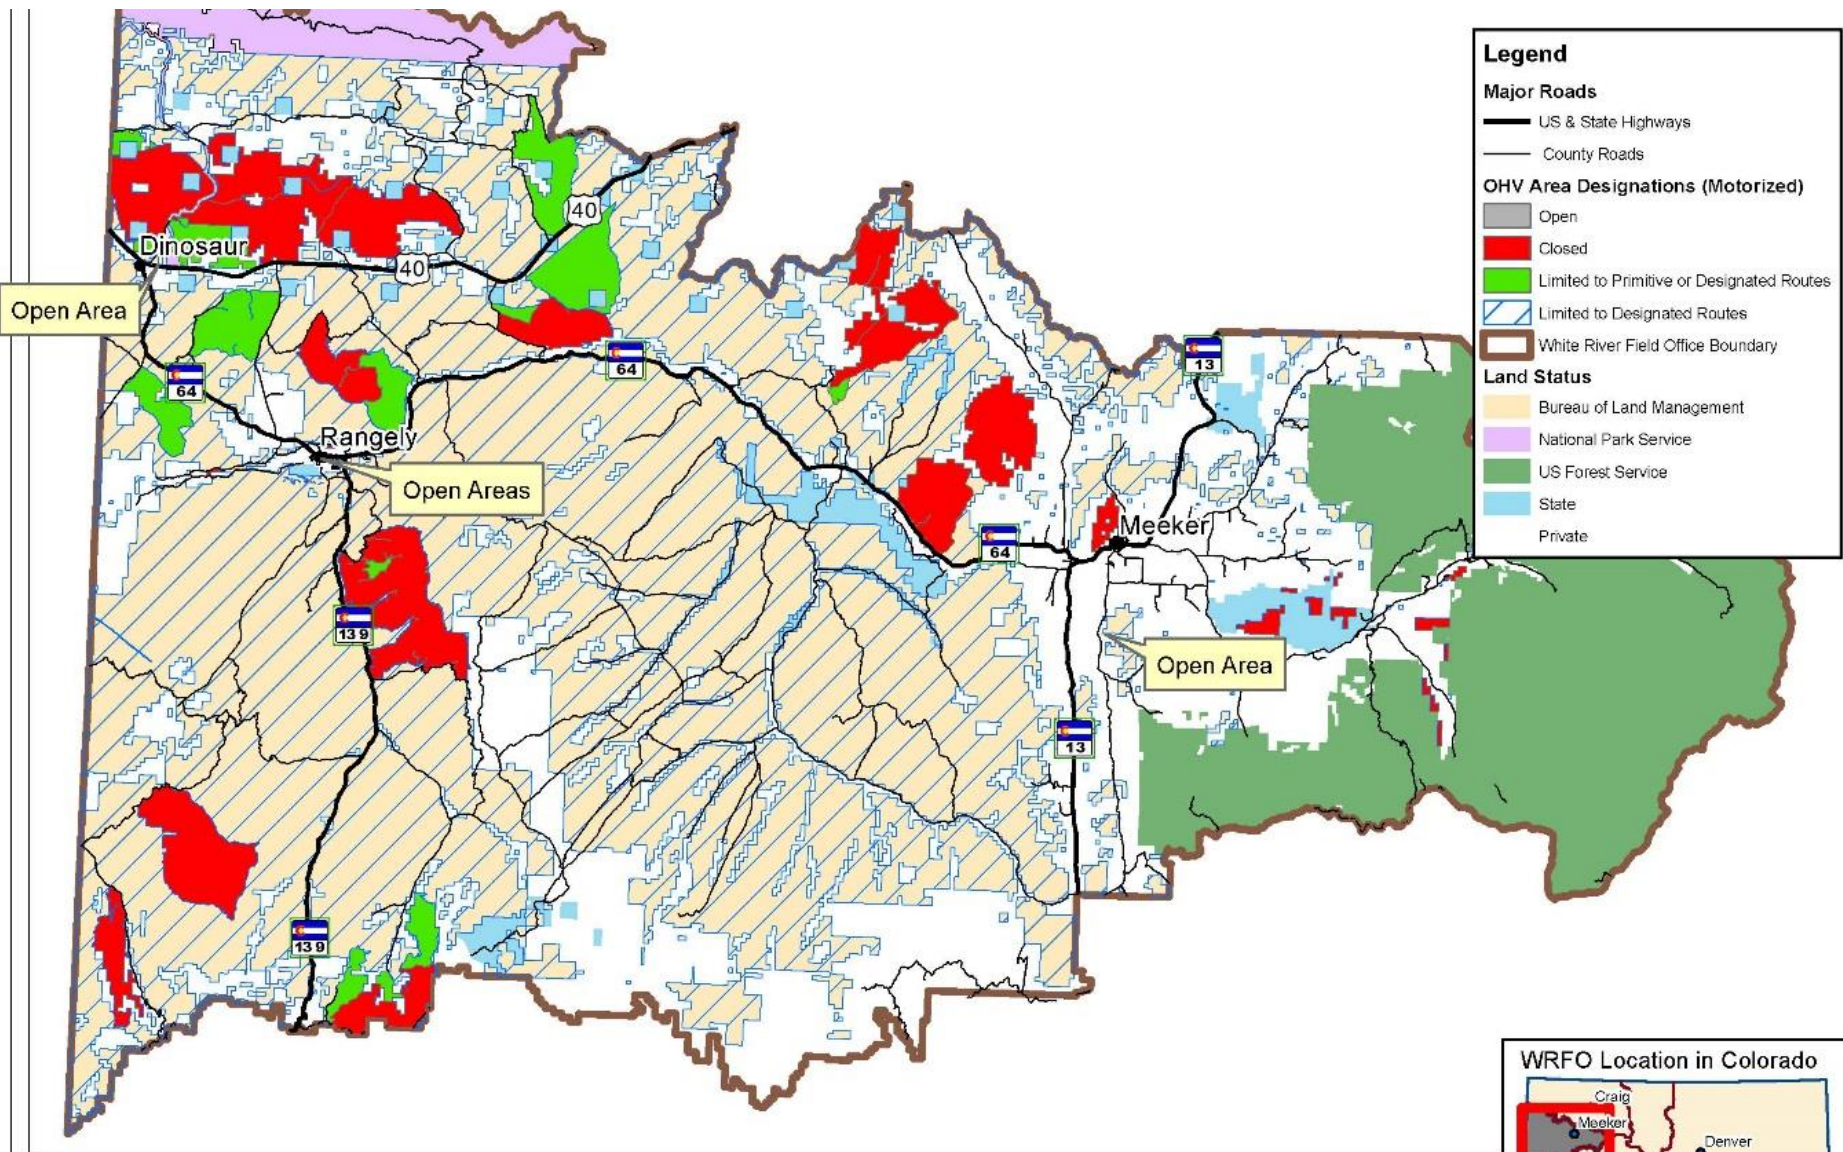 Legend
Major Roads
US & State Highways
County Roads
OHV Area Designations (Motorized)
Open
Closed
Limited to Primitive or Designated Routes
Limited to Designated Routes
White River Field Office Boundary
Land Status
Bureau of Land Management
National Park Service
US Forest Service
State
Private
40
Dinosaur
40
Open Area
64
64
13
Rangely
Open Areas
64
Meeker
139
Open Area
13
139
WRFO Location in Colorado
Craig
Meeker
Denver